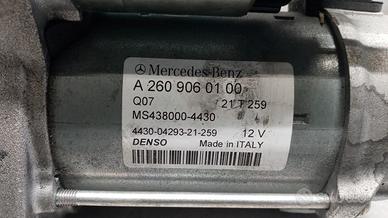 Mercedes-Benz
A 260 906 01 00
Q07 21 T 259
MS438000-4430
4430-04293-21-259 12 V
DENSO Made in ITALY